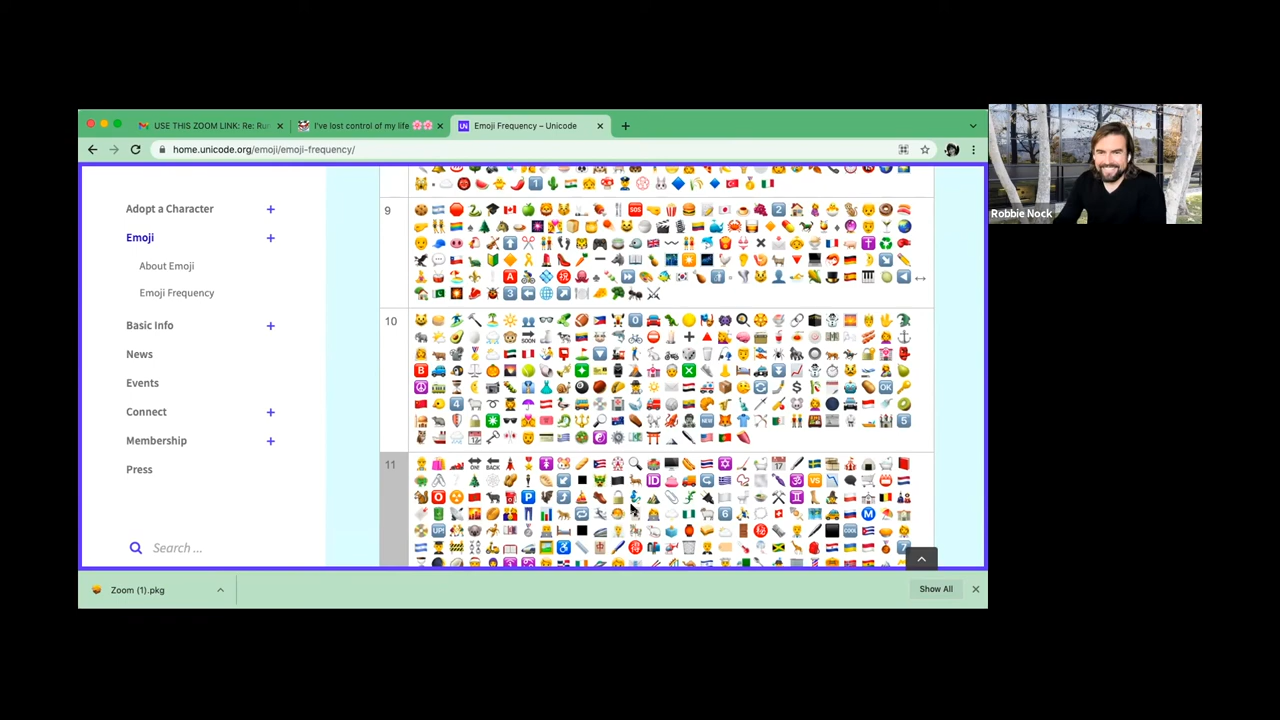 USE THIS ZOOM LINK: Re: Ru
I've lost control of my life 🌸🌸
Emoji Frequency – Unicode
home.unicode.org/emoji/emoji-frequency/
Robbie Nock
Adopt a Character +
Emoji +
About Emoji
Emoji Frequency
Basic Info +
News
Events
Connect +
Membership +
Press
Search ...
9
10
11
Zoom (1).pkg
Show All